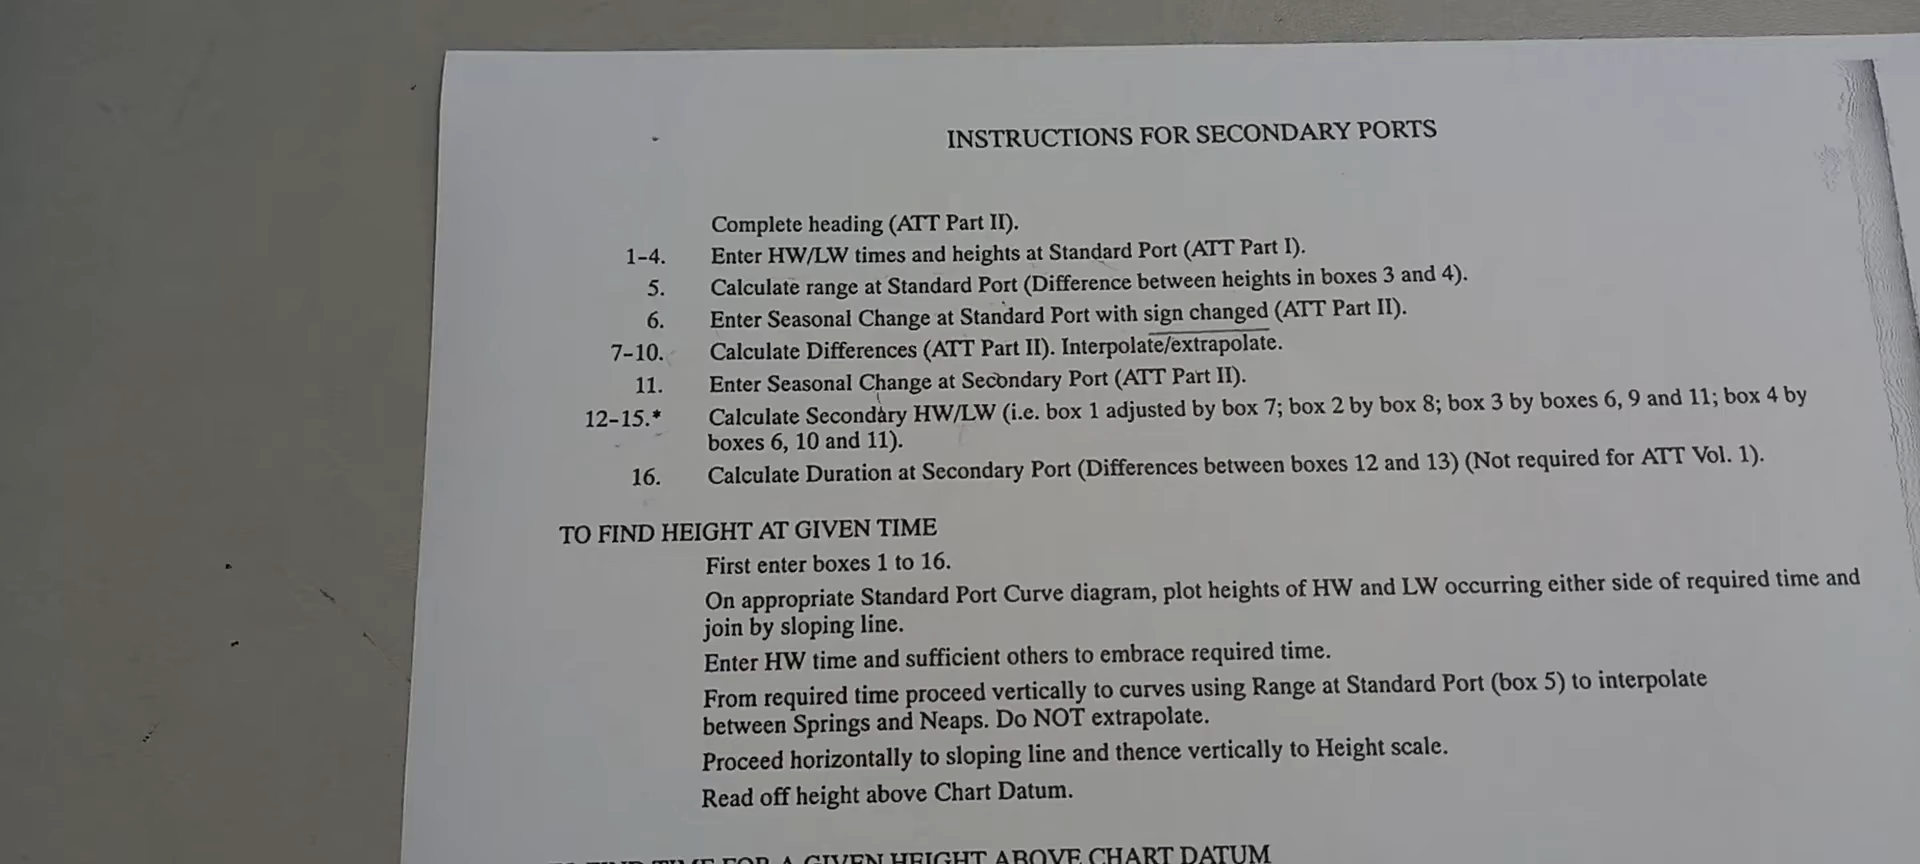 INSTRUCTIONS FOR SECONDARY PORTS
Complete heading (ATT Part II).
1-4. Enter HW/LW times and heights at Standard Port (ATT Part I).
5. Calculate range at Standard Port (Difference between heights in boxes 3 and 4).
6. Enter Seasonal Change at Standard Port with sign changed (ATT Part II).
7-10. Calculate Differences (ATT Part II). Interpolate/extrapolate.
11. Enter Seasonal Change at Secondary Port (ATT Part II).
12-15.* Calculate Secondary HW/LW (i.e. box 1 adjusted by box 7; box 2 by box 8; box 3 by boxes 6, 9 and 11; box 4 by
boxes 6, 10 and 11).
16. Calculate Duration at Secondary Port (Differences between boxes 12 and 13) (Not required for ATT Vol. 1).
TO FIND HEIGHT AT GIVEN TIME
First enter boxes 1 to 16.
On appropriate Standard Port Curve diagram, plot heights of HW and LW occurring either side of required time and
join by sloping line.
Enter HW time and sufficient others to embrace required time.
From required time proceed vertically to curves using Range at Standard Port (box 5) to interpolate
between Springs and Neaps. Do NOT extrapolate.
Proceed horizontally to sloping line and thence vertically to Height scale.
Read off height above Chart Datum.
TIME FOR A GIVEN HEIGHT ABOVE CHART DATUM